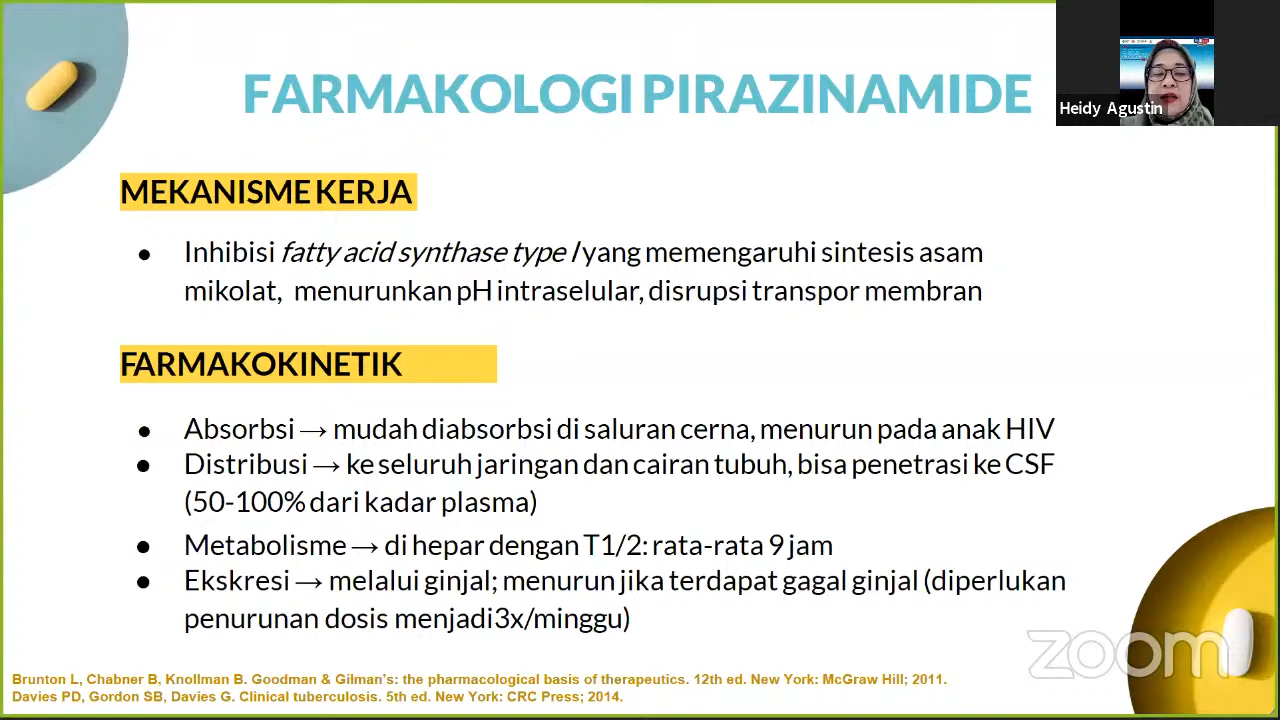 FARMAKOLOGI PIRAZINAMIDE
Heidy Agustin
MEKANISME KERJA
● Inhibisi fatty acid synthase type I yang memengaruhi sintesis asam
mikolat, menurunkan pH intraselular, disrupsi transpor membran
FARMAKOKINETIK
● Absorbsi → mudah diabsorbsi di saluran cerna, menurun pada anak HIV
● Distribusi → ke seluruh jaringan dan cairan tubuh, bisa penetrasi ke CSF
(50-100% dari kadar plasma)
● Metabolisme → di hepar dengan T1/2: rata-rata 9 jam
● Ekskresi → melalui ginjal; menurun jika terdapat gagal ginjal (diperlukan
penurunan dosis menjadi3x/minggu)
zoom
Brunton L, Chabner B, Knollman B. Goodman & Gilman's: the pharmacological basis of therapeutics. 12th ed. New York: McGraw Hill; 2011.
Davies PD, Gordon SB, Davies G. Clinical tuberculosis. 5th ed. New York: CRC Press; 2014.